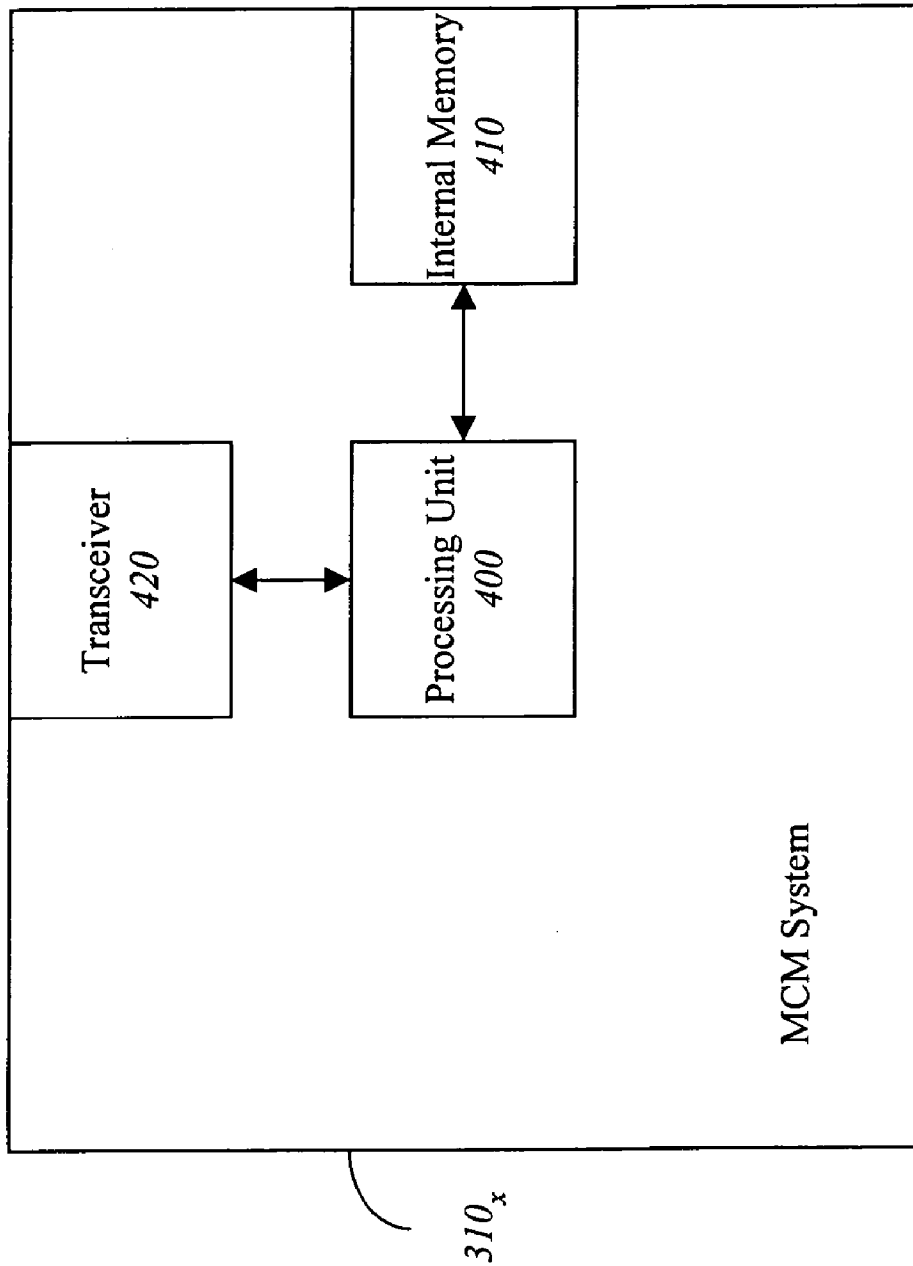 Transceiver
420
Processing Unit
400
Internal Memory
410
MCM System
310x